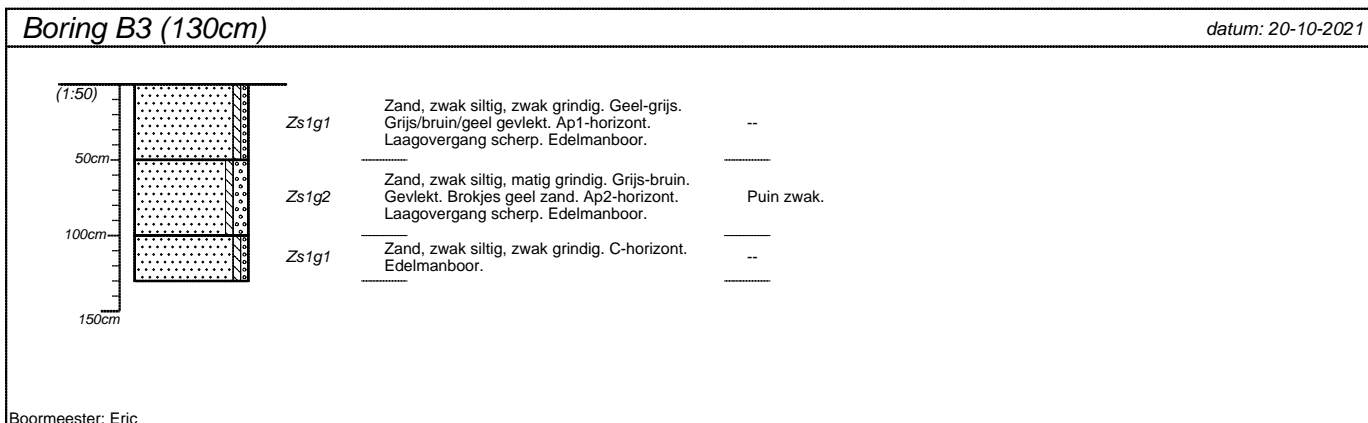 Boring B3 (130cm)
datum: 20-10-2021
(1:50)
Zs1g1
Zand, zwak siltig, zwak grindig. Geel-grijs.
Grijs/bruin/geel gevlekt. Ap1-horizont.
Laagovergang scherp. Edelmanboor.
--
50cm
Zs1g2
Zand, zwak siltig, matig grindig. Grijs-bruin.
Gevlekt. Brokjes geel zand. Ap2-horizont.
Laagovergang scherp. Edelmanboor.
Puin zwak.
100cm
Zs1g1
Zand, zwak siltig, zwak grindig. C-horizont.
Edelmanboor.
--
150cm
Boormeester: Eric